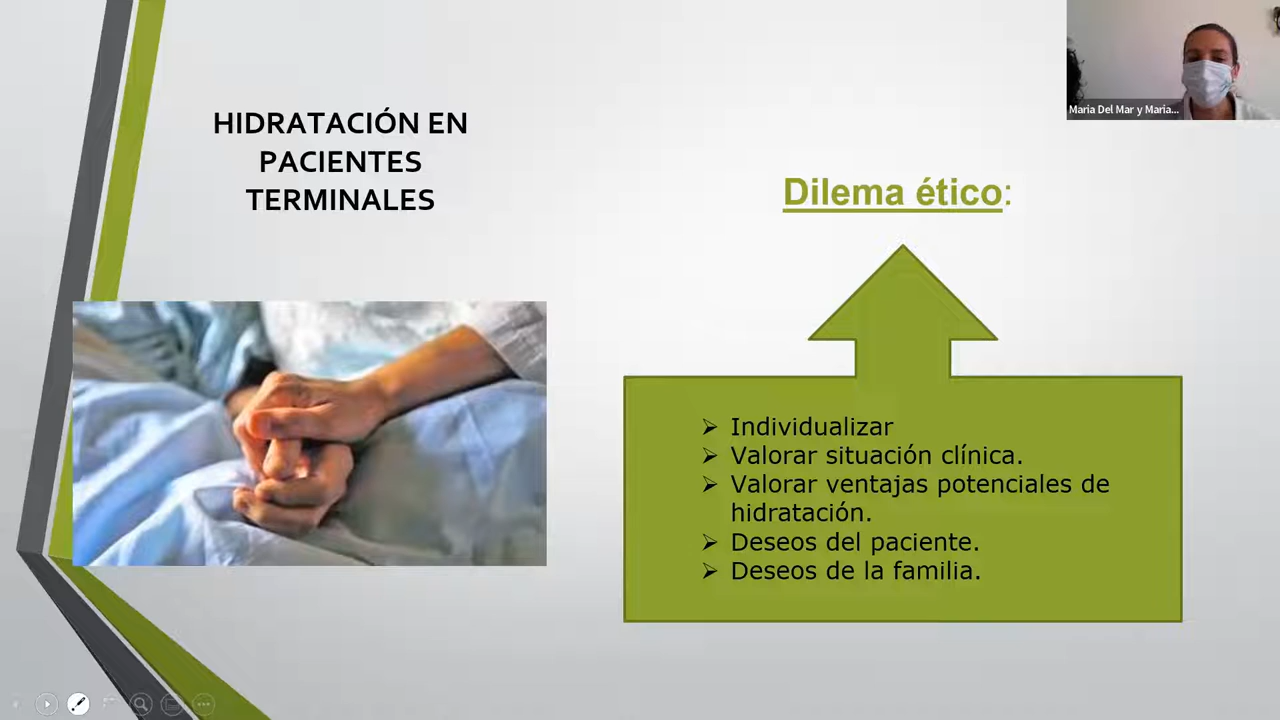 HIDRATACIÓN EN
PACIENTES
TERMINALES
Maria Del Mar y Maria...
Dilema ético:
➢ Individualizar
➢ Valorar situación clínica.
➢ Valorar ventajas potenciales de
hidratación.
➢ Deseos del paciente.
➢ Deseos de la familia.